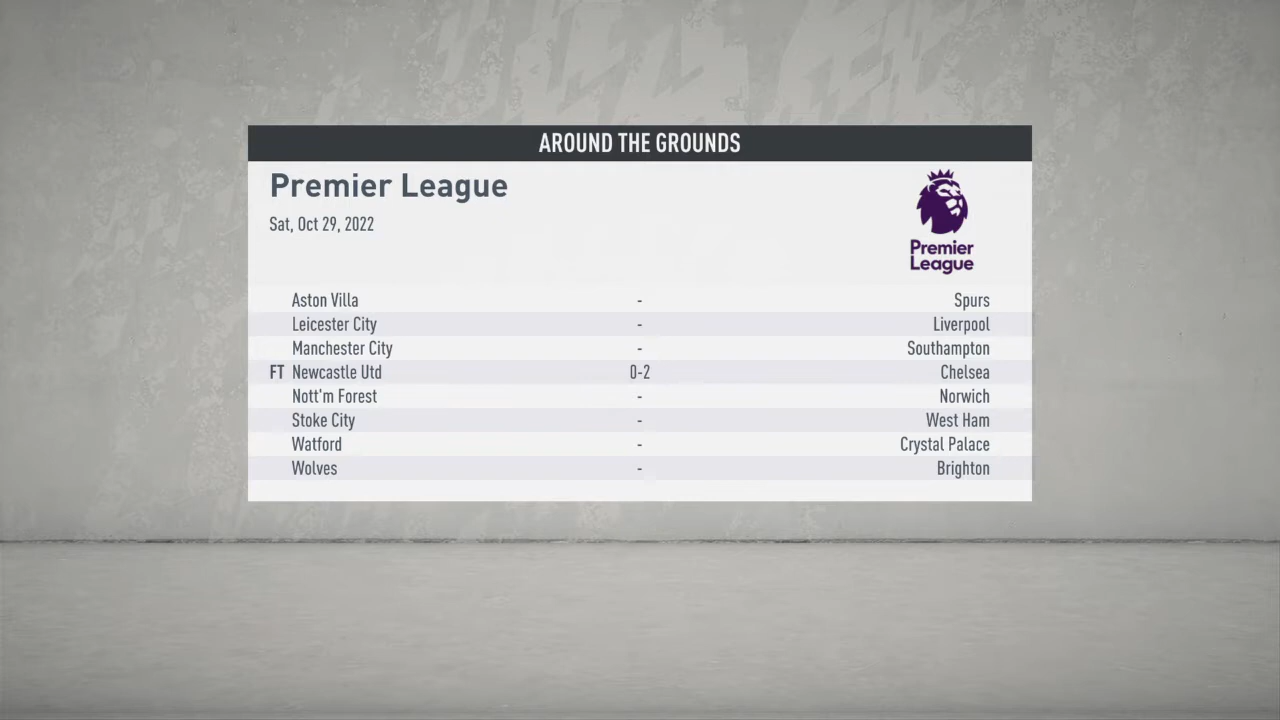 AROUND THE GROUNDS
Premier League
Sat, Oct 29, 2022
Premier
League
Aston Villa - Spurs
Leicester City - Liverpool
Manchester City - Southampton
FT Newcastle Utd 0-2 Chelsea
Nott'm Forest - Norwich
Stoke City - West Ham
Watford - Crystal Palace
Wolves - Brighton